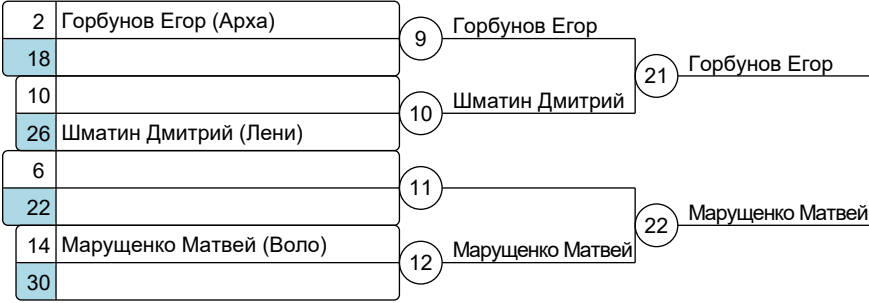 2 Горбунов Егор (Арха)
18
10
26 Шматин Дмитрий (Лени)
6
22
14 Марущенко Матвей (Воло)
30
9 Горбунов Егор
10 Шматин Дмитрий
11
12 Марущенко Матвей
21 Горбунов Егор
22 Марущенко Матвей